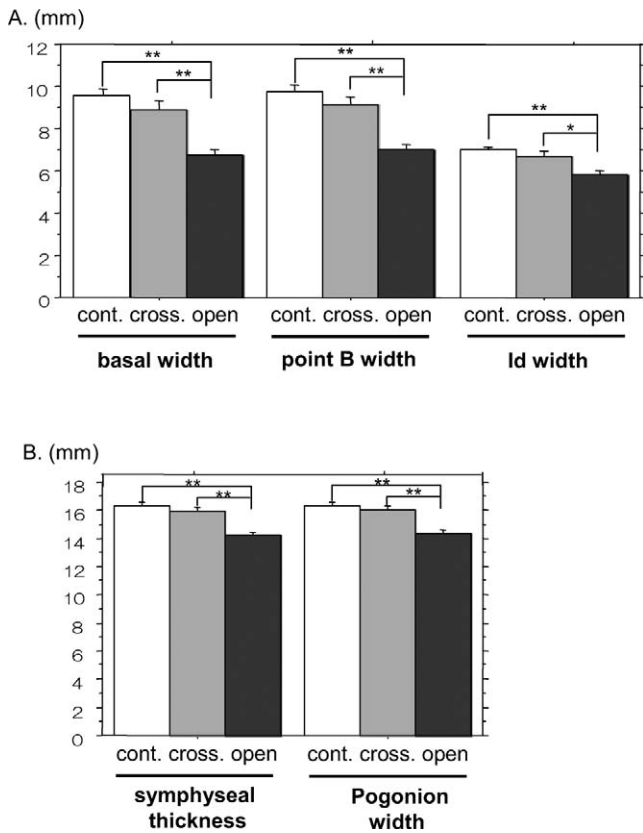 A. (mm)
12
10
8
6
4
2
0
**
**
**
**
**
*
cont. cross. open
cont. cross. open
cont. cross. open
basal width
point B width
Id width
B. (mm)
18
16
14
12
10
8
6
4
2
0
**
**
**
**
cont. cross. open
cont. cross. open
symphyseal
thickness
Pogonion
width